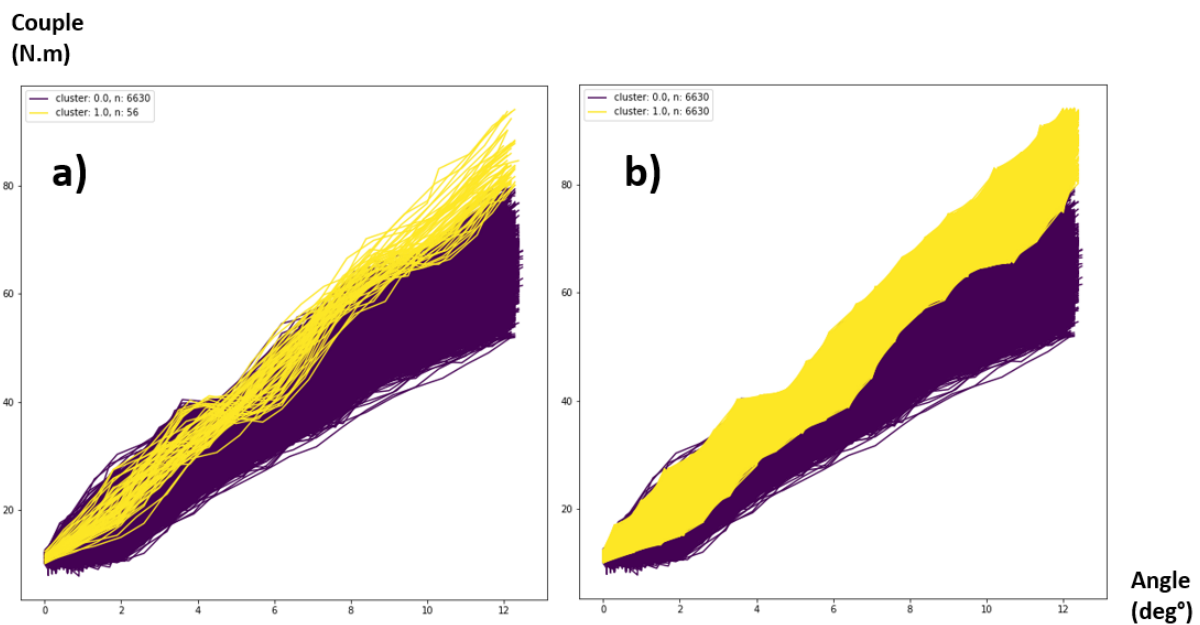 Couple
(N.m)
cluster: 0.0, n: 6630
cluster: 1.0, n: 56
a)
80
60
40
20
0 2 4 6 8 10 12
cluster: 0.0, n: 6630
cluster: 1.0, n: 6630
b)
80
60
40
20
0 2 4 6 8 10 12
Angle
(deg°)